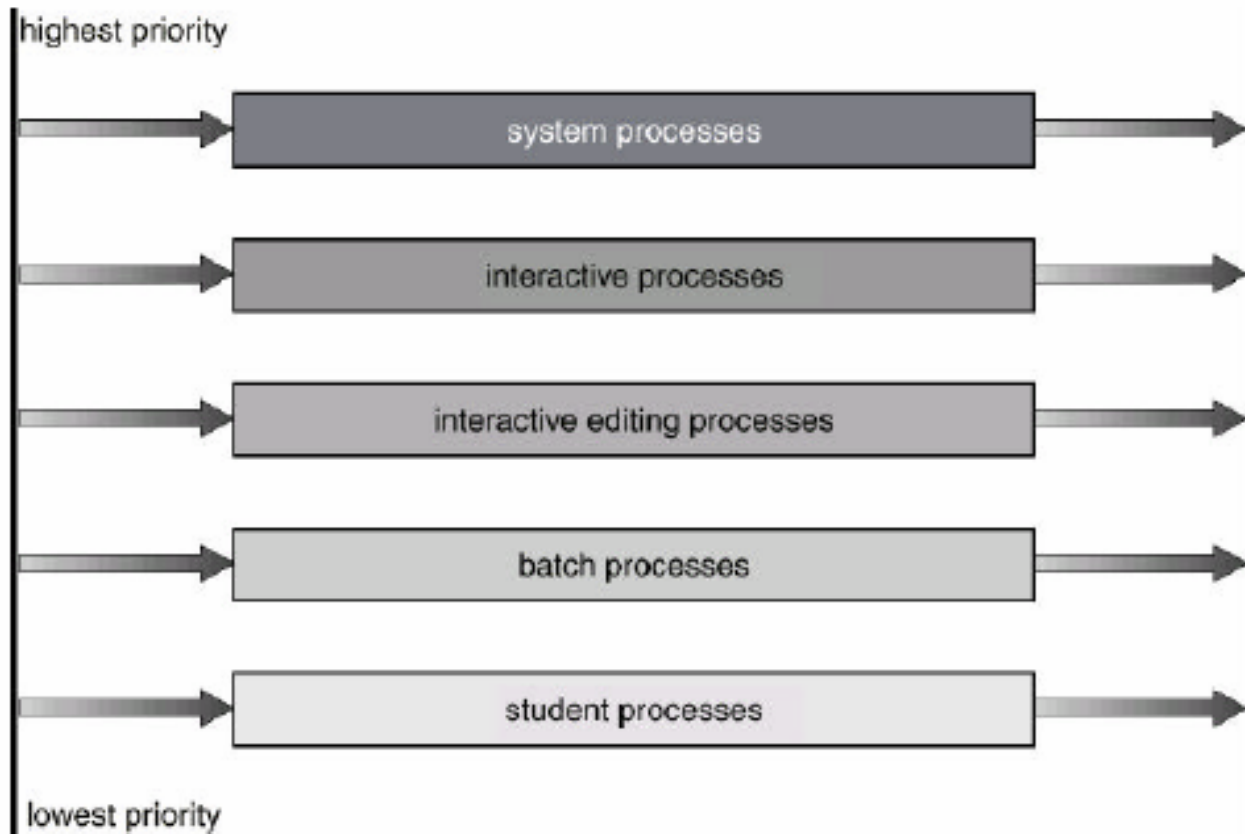 highest priority
system processes
interactive processes
interactive editing processes
batch processes
student processes
lowest priority